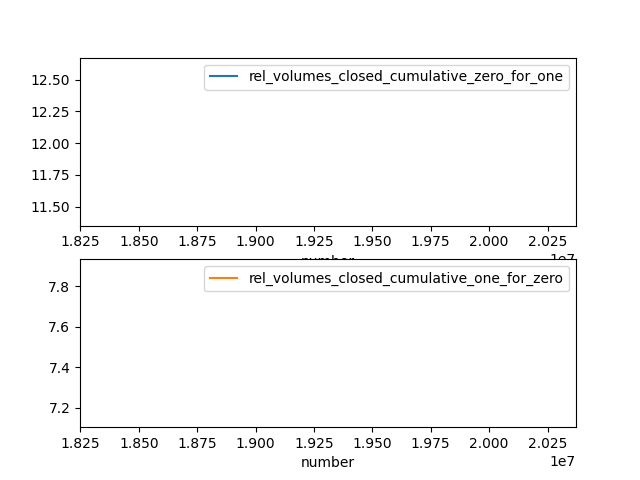 rel_volumes_closed_cumulative_zero_for_one
12.50
12.25
12.00
11.75
11.50
1.825 1.850 1.875 1.900 1.925 1.950 1.975 2.000 2.025
1e7
number
rel_volumes_closed_cumulative_one_for_zero
7.8
7.6
7.4
7.2
1.825 1.850 1.875 1.900 1.925 1.950 1.975 2.000 2.025
number
1e7